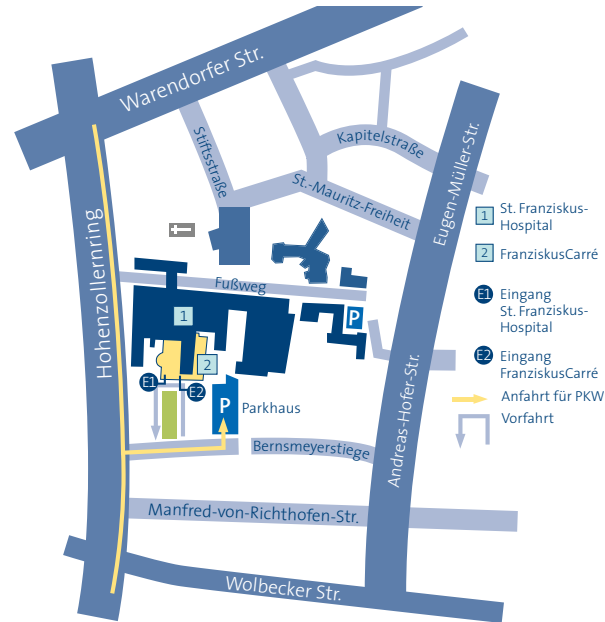 Warendorfer Str.
Stiftsstraße
Kapitelstraße
St.-Mauritz-Freiheit
Eugen-Müller-Str.
Hohenzollernring
Fußweg
1
P
2
E1
E2
P
Parkhaus
Bernsmeyerstiege
Andreas-Hofer-Str.
Manfred-von-Richthofen-Str.
Wolbecker Str.
1 St. Franziskus-
Hospital
2 FranziskusCarré
E1 Eingang
St. Franziskus-
Hospital
E2 Eingang
FranziskusCarré
Anfahrt für PKW
Vorfahrt